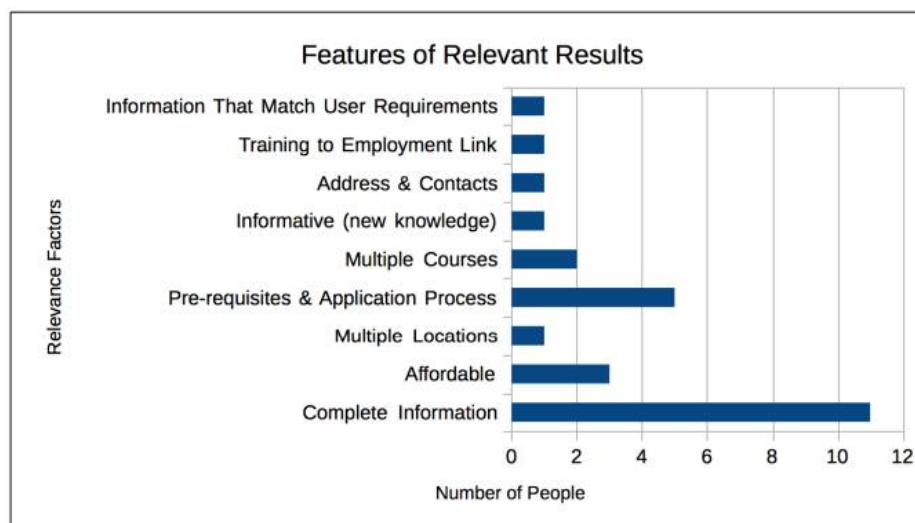 Features of Relevant Results
Relevance Factors
Information That Match User Requirements
Training to Employment Link
Address & Contacts
Informative (new knowledge)
Multiple Courses
Pre-requisites & Application Process
Multiple Locations
Affordable
Complete Information
0 2 4 6 8 10 12
Number of People